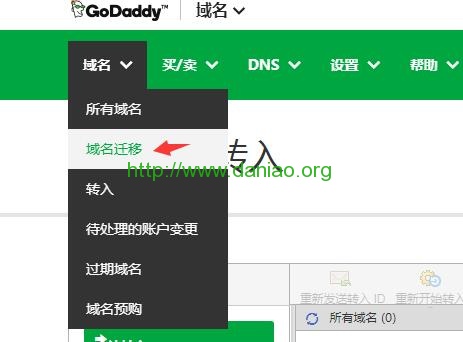 GoDaddy™ 域名
域名 买/卖 DNS 设置 帮助
所有域名
域名迁移
转入
http://www.daniao.org
转入
待处理的账户变更
过期域名
域名预购
重新发送转入 ID 重新开始转入
所有域名 (0)